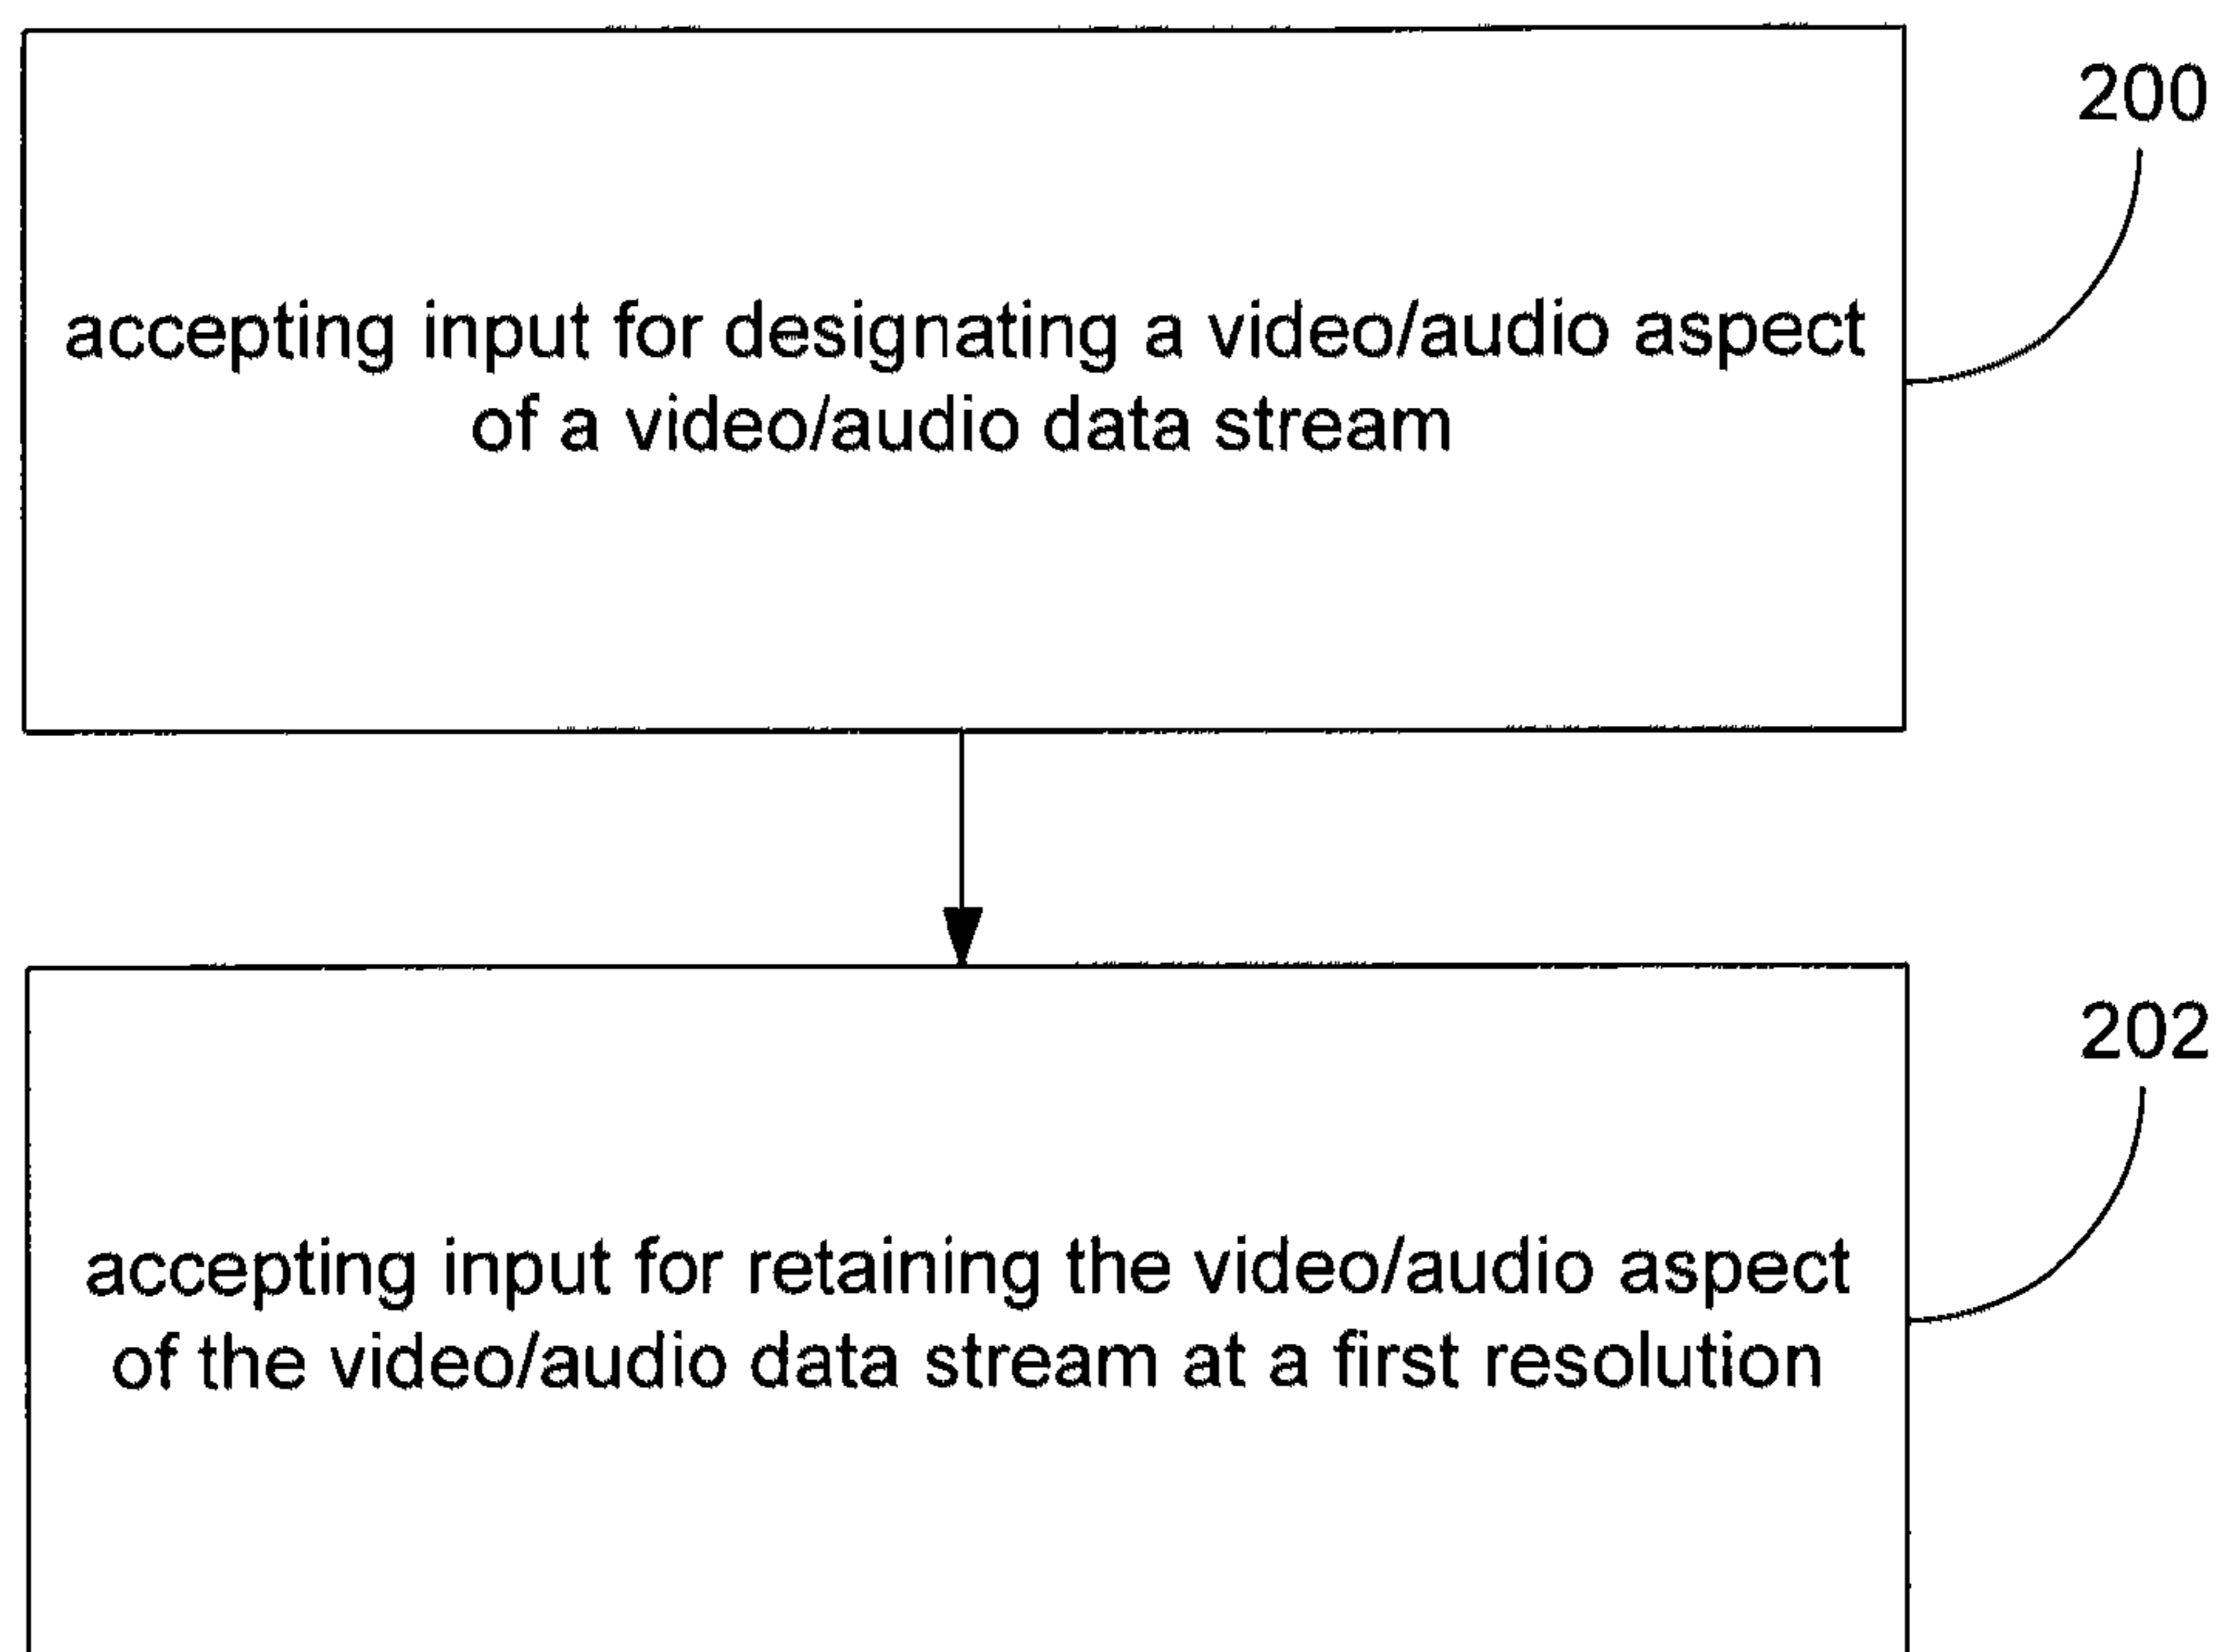 200
accepting input for designating a video/audio aspect
of a video/audio data stream
202
accepting input for retaining the video/audio aspect
of the video/audio data stream at a first resolution